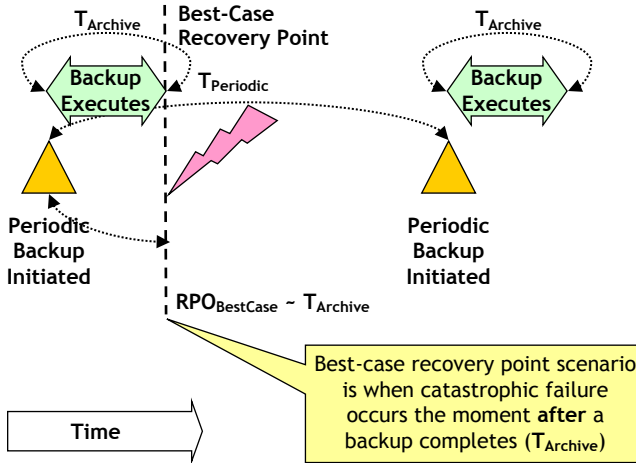 T_Archive
Best-Case
Recovery Point
T_Archive
Backup
Executes
T_Periodic
Backup
Executes
Periodic
Backup
Initiated
Periodic
Backup
Initiated
RPO_BestCase ~ T_Archive
Best-case recovery point scenario
is when catastrophic failure
occurs the moment after a
backup completes (T_Archive)
Time